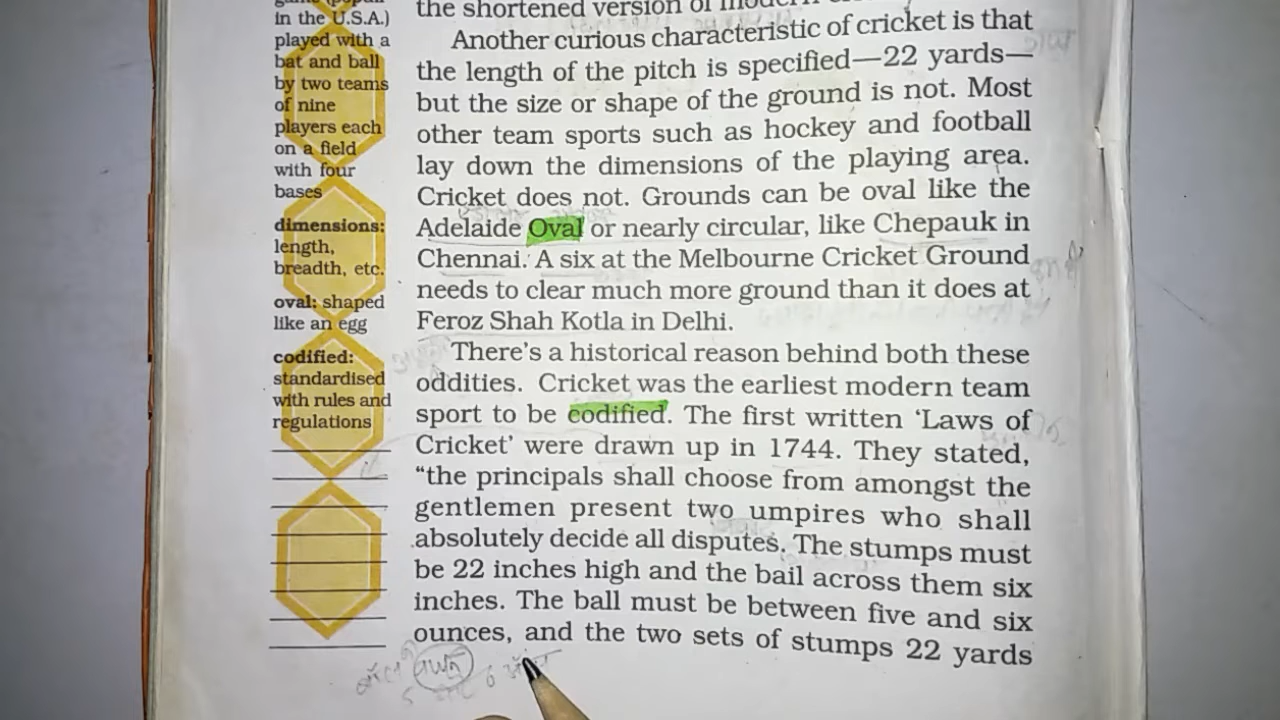 game (popular
in the U.S.A.)
played with a
bat and ball
by two teams
of nine
players each
on a field
with four
bases
dimensions:
length,
breadth, etc.
oval: shaped
like an egg
codified:
standardised
with rules and
regulations
the shortened version of modern
Another curious characteristic of cricket is that
the length of the pitch is specified—22 yards—
but the size or shape of the ground is not. Most
other team sports such as hockey and football
lay down the dimensions of the playing area.
Cricket does not. Grounds can be oval like the
Adelaide Oval or nearly circular, like Chepauk in
Chennai. A six at the Melbourne Cricket Ground
needs to clear much more ground than it does at
Feroz Shah Kotla in Delhi.
There's a historical reason behind both these
oddities. Cricket was the earliest modern team
sport to be codified. The first written ‘Laws of
Cricket’ were drawn up in 1744. They stated,
“the principals shall choose from amongst the
gentlemen present two umpires who shall
absolutely decide all disputes. The stumps must
be 22 inches high and the bail across them six
inches. The ball must be between five and six
ounces, and the two sets of stumps 22 yards